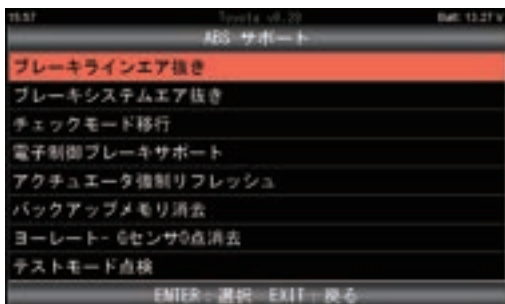 15:57 Toyota v8.20 Batt: 13.27 V
ABS サポート
ブレーキラインエア抜き
ブレーキシステムエア抜き
チェックモード移行
電子制御ブレーキサポート
アクチュエータ強制リフレッシュ
バックアップメモリ消去
ヨーレート- Gセンサ0点消去
テストモード点検
ENTER：選択 EXIT：戻る